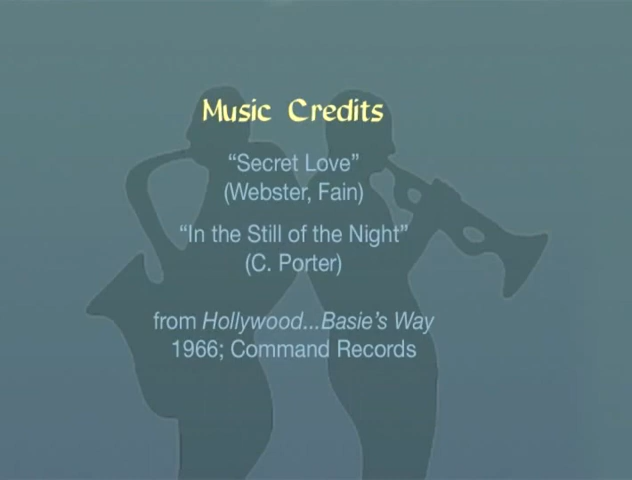 Music Credits
“Secret Love”
(Webster, Fain)
“In the Still of the Night”
(C. Porter)
from Hollywood...Basie’s Way
1966; Command Records